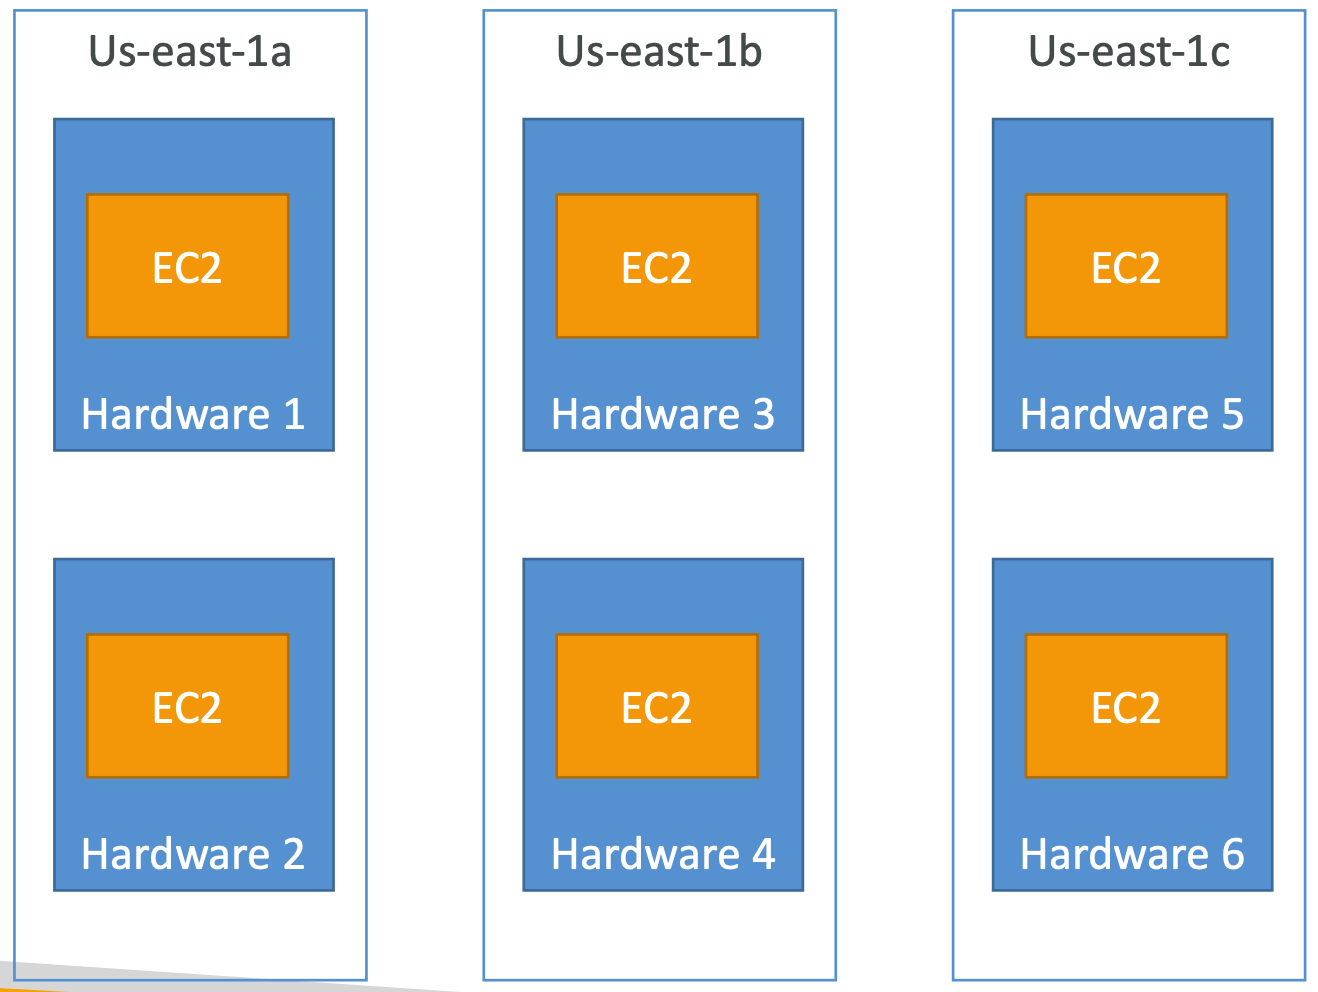 Us-east-1a
EC2
Hardware 1
EC2
Hardware 2
Us-east-1b
EC2
Hardware 3
EC2
Hardware 4
Us-east-1c
EC2
Hardware 5
EC2
Hardware 6